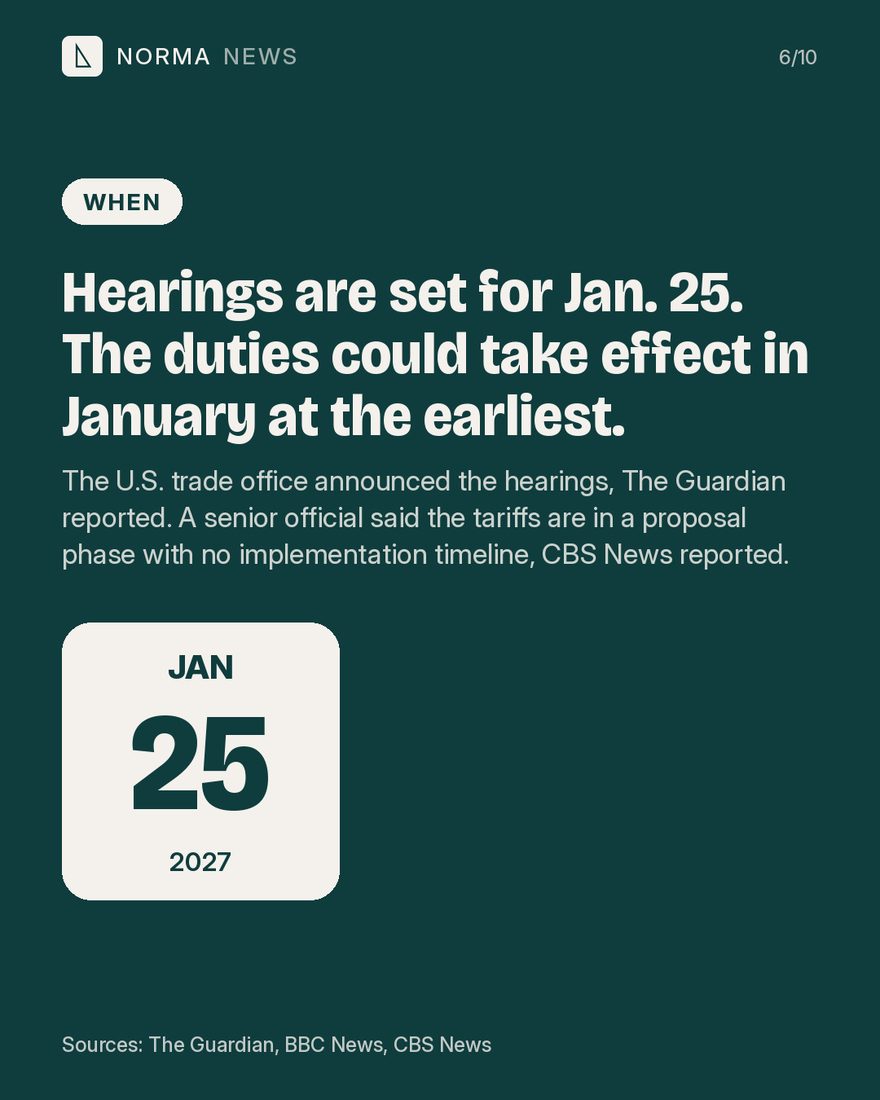 NORMA NEWS
6/10
WHEN
Hearings are set for Jan. 25.
The duties could take effect in
January at the earliest.
The U.S. trade office announced the hearings, The Guardian
reported. A senior official said the tariffs are in a proposal
phase with no implementation timeline, CBS News reported.
JAN
25
2027
Sources: The Guardian, BBC News, CBS News